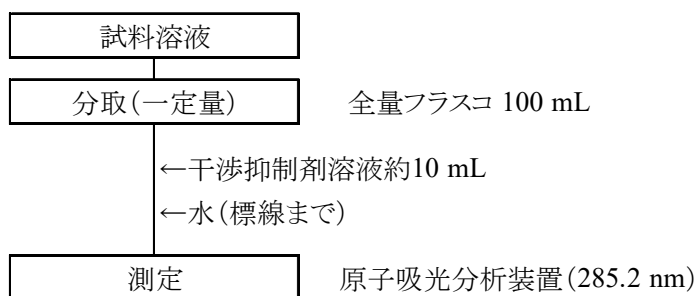 試料溶液
分取(一定量) 全量フラスコ 100 mL
←干渉抑制剤溶液約10 mL
←水(標線まで)
測定 原子吸光分析装置(285.2 nm)